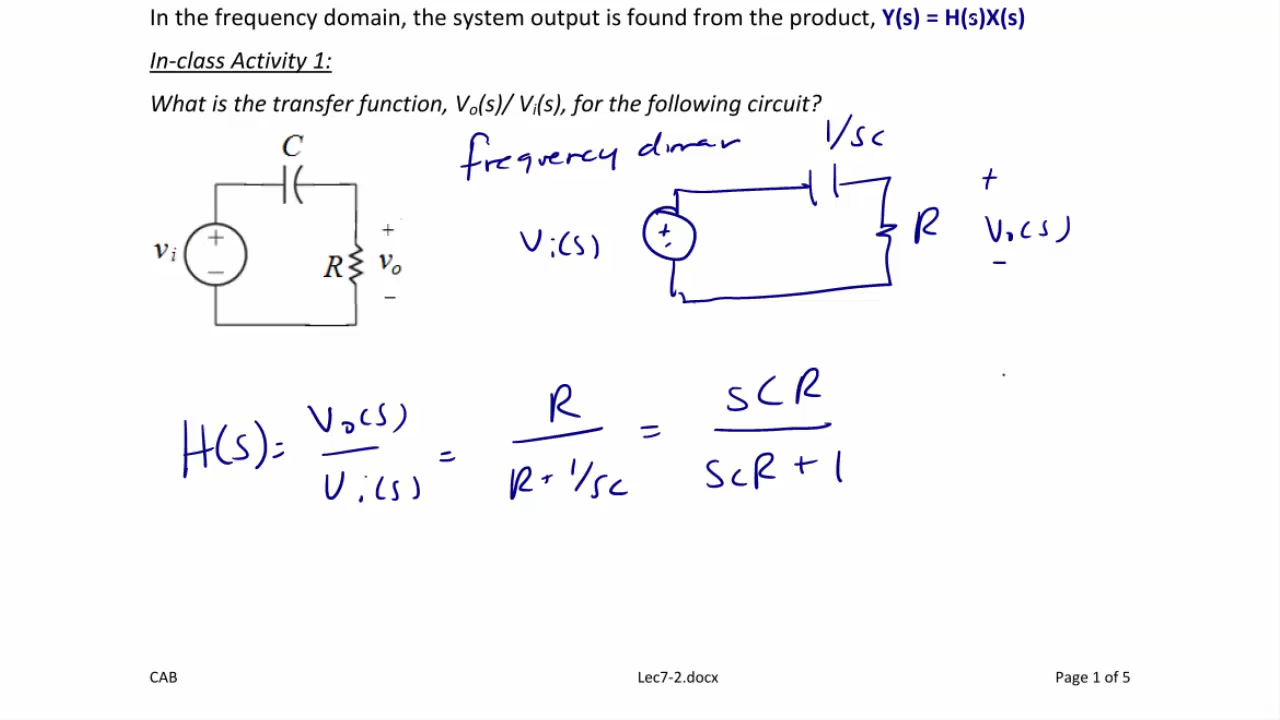 In the frequency domain, the system output is found from the product, Y(s) = H(s)X(s)
In-class Activity 1:
What is the transfer function, Vo(s)/ Vi(s), for the following circuit?
C
+
−
vi
R
+
vo
−
frequency
1/sC
Vi(s)
+
-
R
+
Vo(s)
−
H(s) = Vo(s) / Vi(s) = R / (R + 1/sC) = sCR / (sCR + 1)
CAB Lec7-2.docx Page 1 of 5